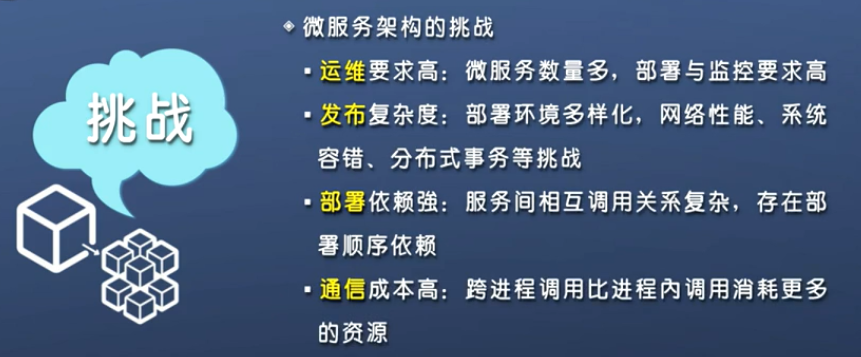 挑战
微服务架构的挑战
运维要求高：微服务数量多，部署与监控要求高
发布复杂度：部署环境多样化，网络性能、系统
容错、分布式事务等挑战
部署依赖強：服务间相互调用关系复杂，存在部
署顺序依赖
通信成本高：跨进程调用比进程內调用消耗更多
的资源